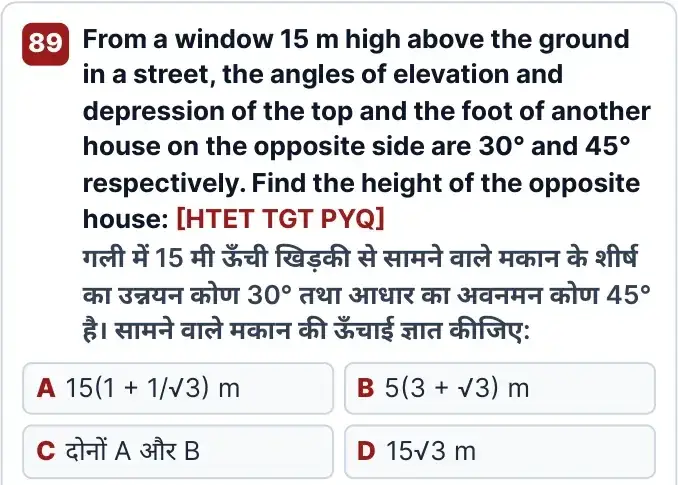 89 From a window 15 m high above the ground
in a street, the angles of elevation and
depression of the top and the foot of another
house on the opposite side are 30° and 45°
respectively. Find the height of the opposite
house: [HTET TGT PYQ]
गली में 15 मी ऊँची खिड़की से सामने वाले मकान के शीर्ष
का उन्नयन कोण 30° तथा आधार का अवनमन कोण 45°
है। सामने वाले मकान की ऊँचाई ज्ञात कीजिए:
A 15(1 + 1/√3) m
B 5(3 + √3) m
C दोनों A और B
D 15√3 m